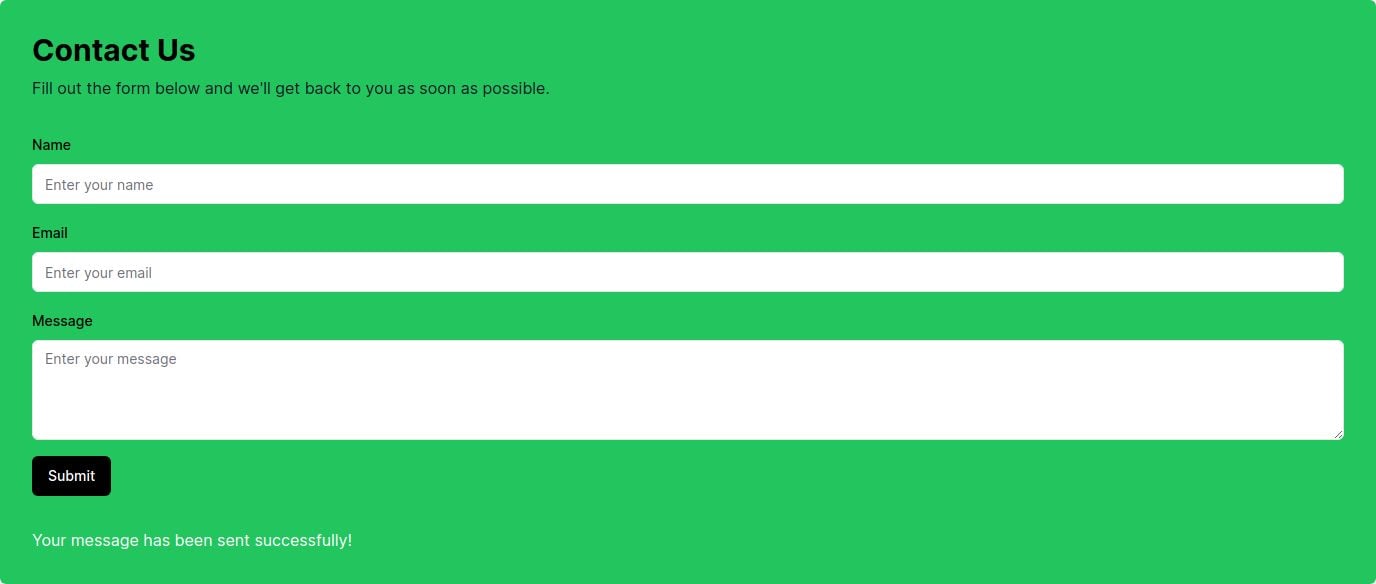 Contact Us
Fill out the form below and we'll get back to you as soon as possible.
Name
Enter your name
Email
Enter your email
Message
Enter your message
Submit
Your message has been sent successfully!